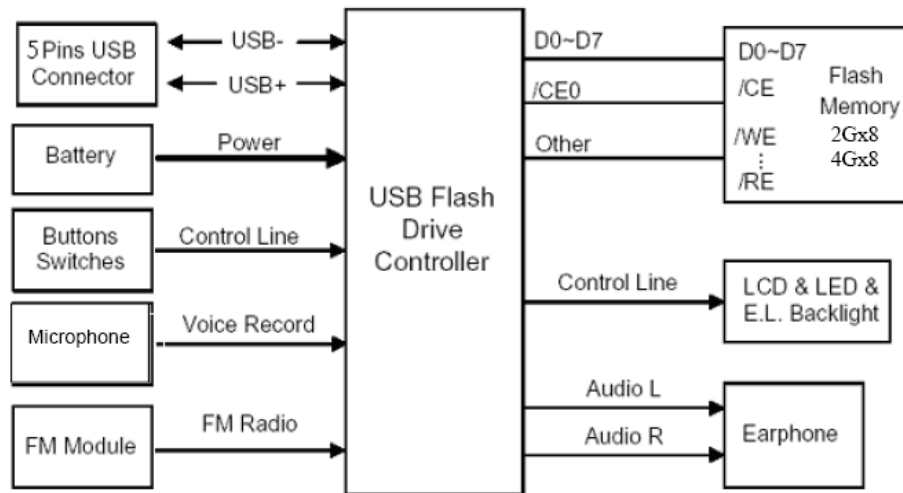 5Pins USB
Connector
USB-
USB+
Battery
Power
Buttons
Switches
Control Line
Microphone
Voice Record
FM Module
FM Radio
USB Flash
Drive
Controller
D0~D7
/CE0
Other
D0~D7
/CE
/WE
/RE
Flash
Memory
2Gx8
4Gx8
Control Line
LCD & LED &
E.L. Backlight
Audio L
Audio R
Earphone